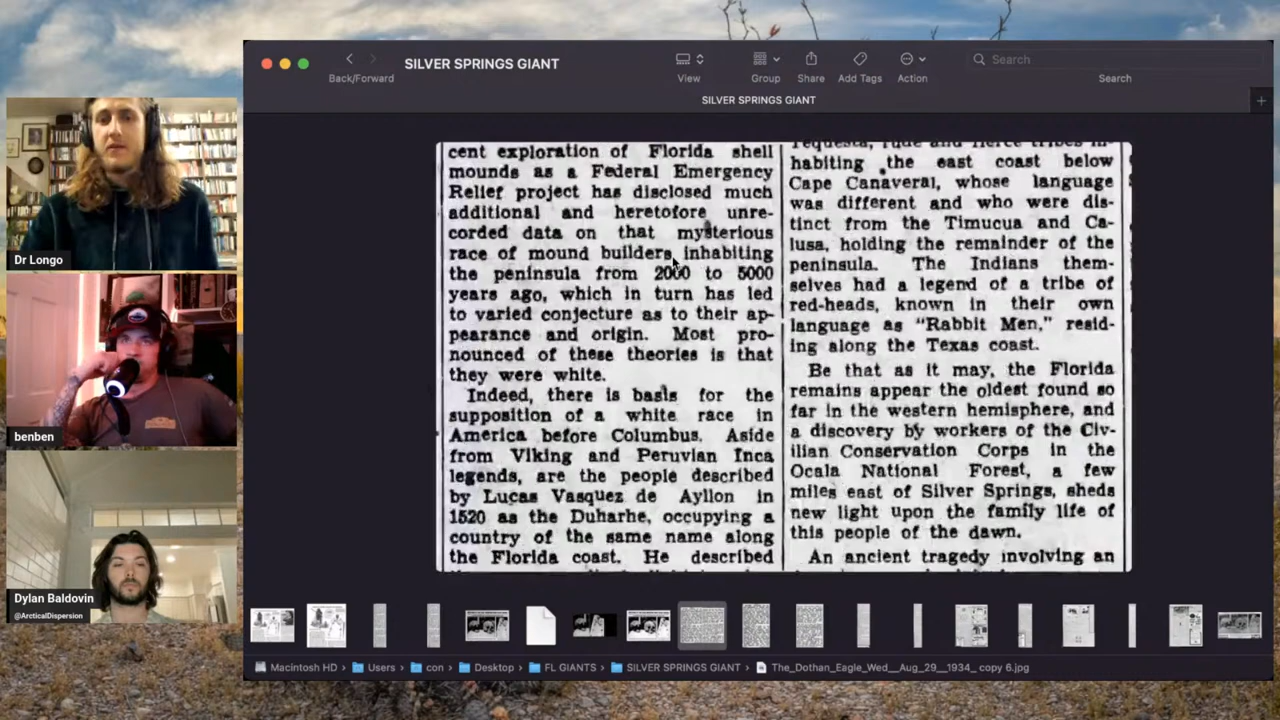 SILVER SPRINGS GIANT
Back/Forward
View
Group
Share
Add Tags
Action
Search
Search
SILVER SPRINGS GIANT
cent exploration of Florida shell
mounds as a Federal Emergency
Relief project has disclosed much
additional and heretofore unre-
corded data on that mysterious
race of mound builders inhabiting
the peninsula from 2000 to 5000
years ago, which in turn has led
to varied conjecture as to their ap-
pearance and origin. Most pro-
nounced of these theories is that
they were white.
Indeed, there is basis for the
supposition of a white race in
America before Columbus. Aside
from Viking and Peruvian Inca
legends, are the people described
by Lucas Vasquez de Ayllon in
1520 as the Duharhe, occupying a
country of the same name along
the Florida coast. He described
requesta, rude and fierce tribes in-
habiting the east coast below
Cape Canaveral, whose language
was different and who were dis-
tinct from the Timucua and Ca-
lusa, holding the remainder of the
peninsula. The Indians them-
selves had a legend of a tribe of
red-heads, known in their own
language as "Rabbit Men," resid-
ing along the Texas coast.
Be that as it may, the Florida
remains appear the oldest found so
far in the western hemisphere, and
a discovery by workers of the Civ-
ilian Conservation Corps in the
Ocala National Forest, a few
miles east of Silver Springs, sheds
new light upon the family life of
this people of the dawn.
An ancient tragedy involving an
Dr Longo
benben
Dylan Baldovin
@ArcticalDispersion
Macintosh HD › Users › con › Desktop › FL GIANTS › SILVER SPRINGS GIANT › The_Dothan_Eagle_Wed__Aug_29__1934_ copy 6.jpg